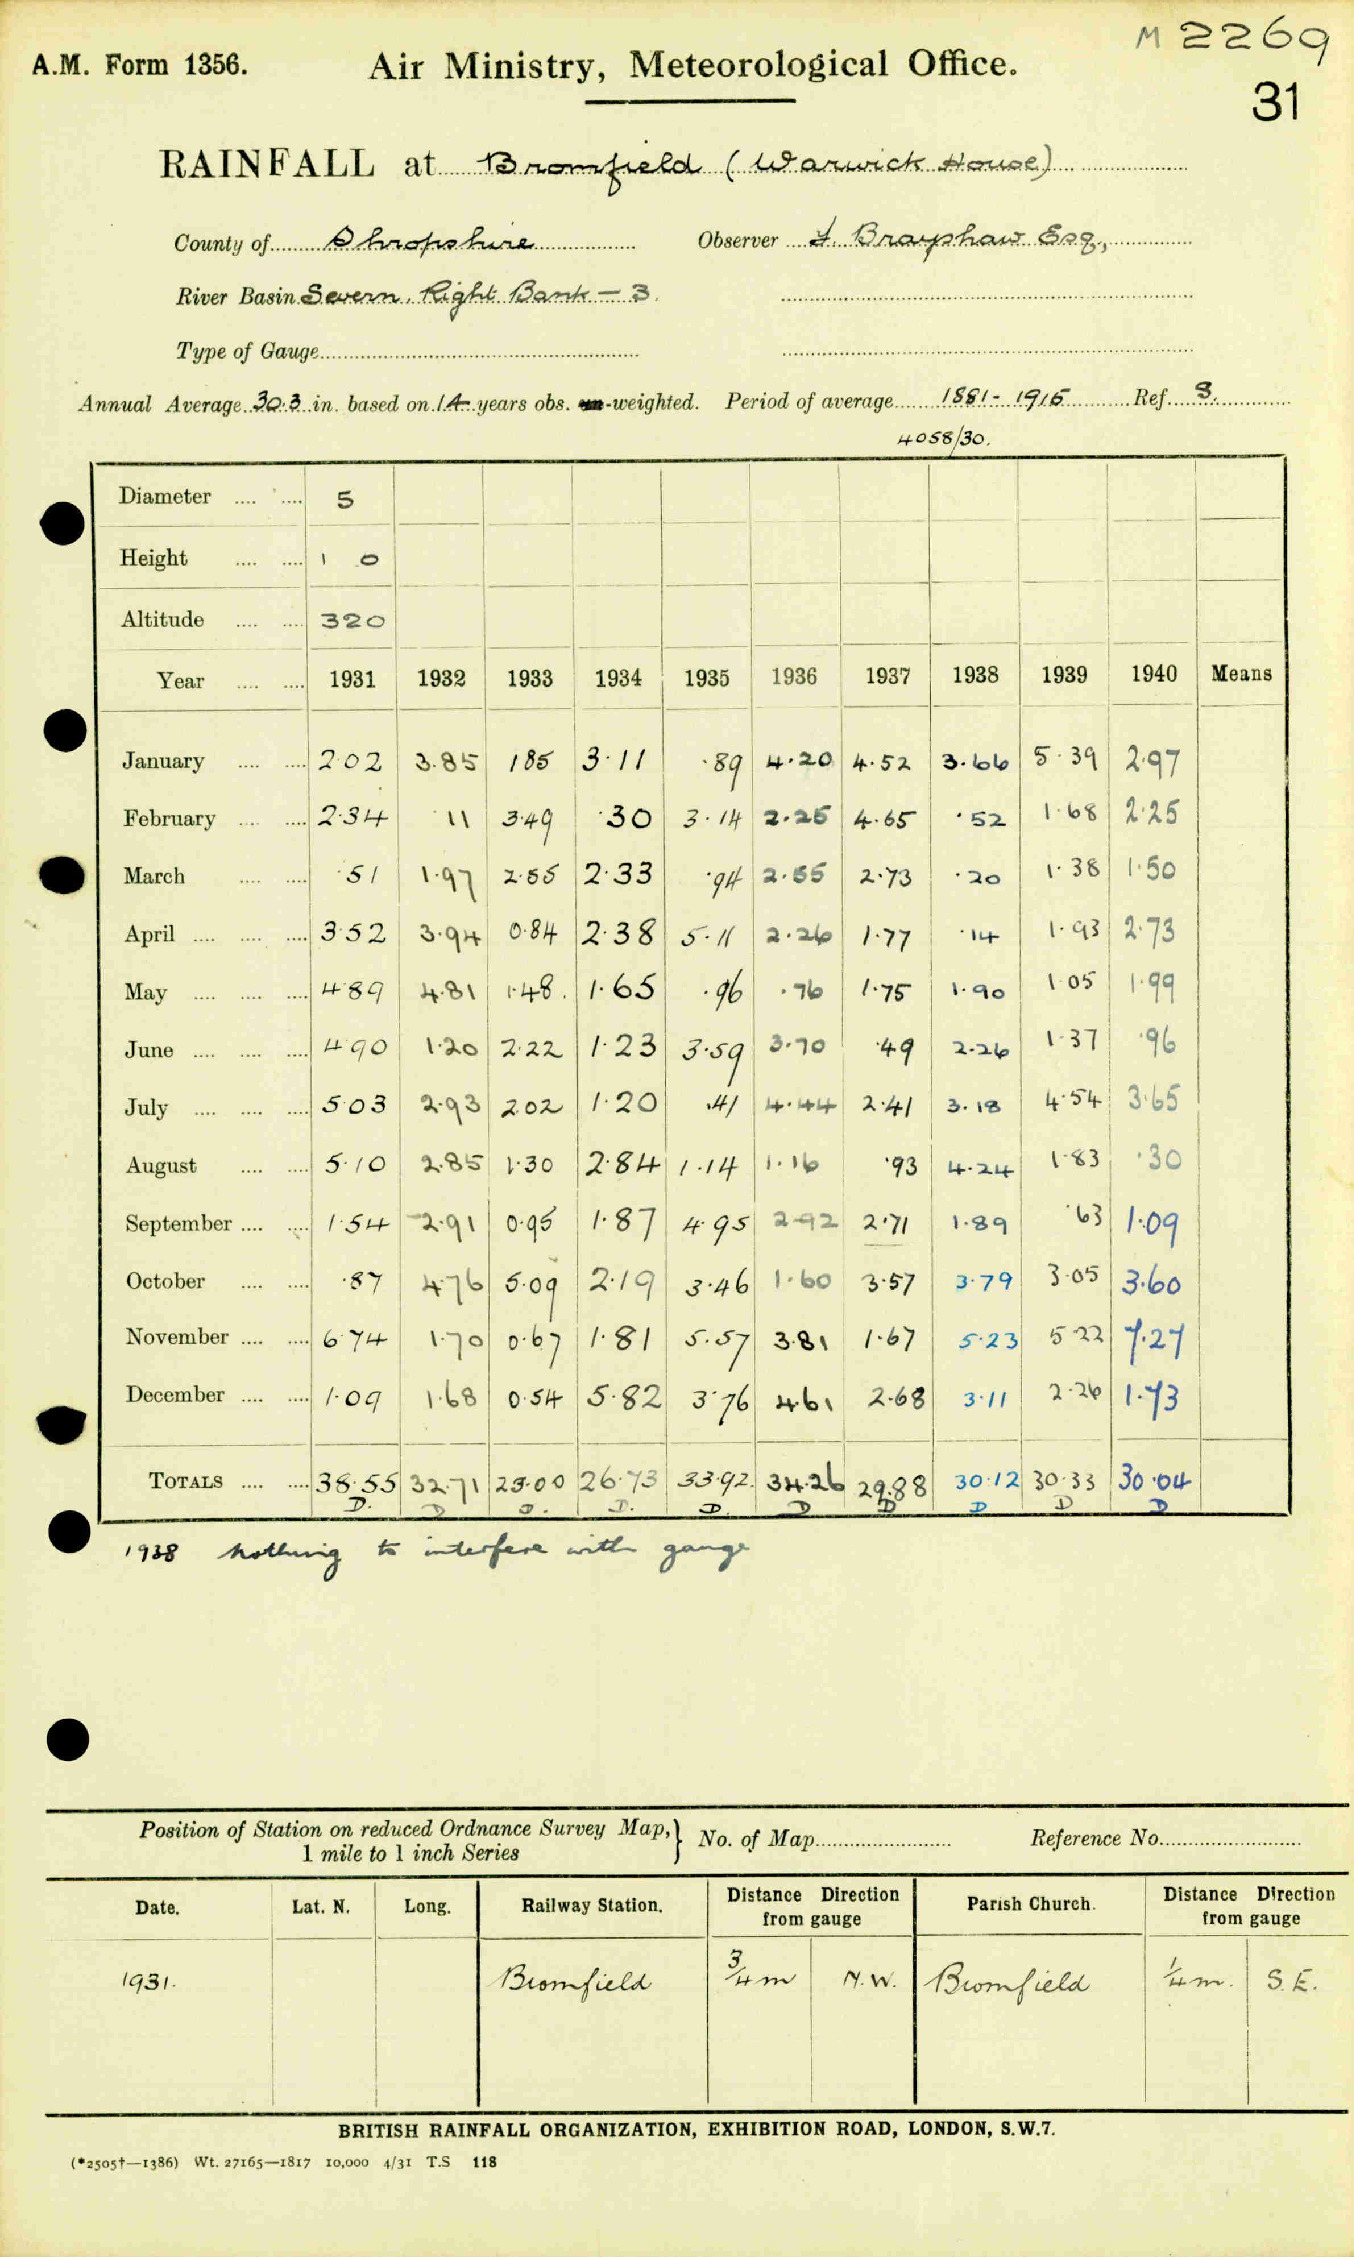 M 2269
A.M. Form 1356. Air Ministry, Meteorological Office.
31
RAINFALL at Bromfield (Warwick House)
County of Shropshire Observer F. Brayshaw Esq.,
River Basin Severn. Right Bank - 3.
Type of Gauge
Annual Average 30.3 in. based on 14 years obs. -weighted. Period of average 1881- 1915 Ref. 3.
4058/30.
Diameter .... .... 5
Height .... .... 1 0
Altitude .... .... 320
Year .... .... 1931 1932 1933 1934 1935 1936 1937 1938 1939 1940 Means
January .... .... 2.02 3.85 185 3.11 .89 4.20 4.52 3.66 5.39 2.97
February .... .... 2.34 11 3.49 .30 3.14 2.25 4.65 .52 1.68 2.25
March .... .... .51 1.97 2.55 2.33 .94 2.55 2.73 .20 1.38 1.50
April .... .... .... 3.52 3.94 0.84 2.38 5.11 2.26 1.77 .14 1.93 2.73
May .... .... .... 4.89 4.81 1.48. 1.65 .96 .76 1.75 1.90 1.05 1.99
June .... .... .... 4.90 1.20 2.22 1.23 3.59 3.70 .49 2.26 1.37 .96
July .... .... .... 5.03 2.93 2.02 1.20 .41 4.44 2.41 3.18 4.54 3.65
August .... .... 5.10 2.85 1.30 2.84 1.14 1.16 .93 4.24 1.83 .30
September .... .... 1.54 2.91 0.95 1.87 4.95 2.92 2.71 1.89 .63 1.09
October .... .... .87 4.76 5.09 2.19 3.46 1.60 3.57 3.79 3.05 3.60
November .... .... 6.74 1.70 0.67 1.81 5.57 3.81 1.67 5.23 5.22 7.27
December .... .... 1.09 1.68 0.54 5.82 3.76 4.61 2.68 3.11 2.26 1.73
TOTALS .... .... 38.55 32.71 23.00 26.73 33.92. 34.26 29.88 30.12 30.33 30.04
D. D D. D. D. D D D D D
1938 Nothing to interfere with gauge
Position of Station on reduced Ordnance Survey Map,} No. of Map Reference No.
1 mile to 1 inch Series
Date. Lat. N. Long. Railway Station. Distance Direction from gauge Parish Church. Distance Direction from gauge
1931. Bromfield 3/4 m N.W. Bromfield 1/4 m. S.E.
BRITISH RAINFALL ORGANIZATION, EXHIBITION ROAD, LONDON, S.W.7.
(*2505†—1386) Wt. 27165—1817 10,000 4/31 T.S 118